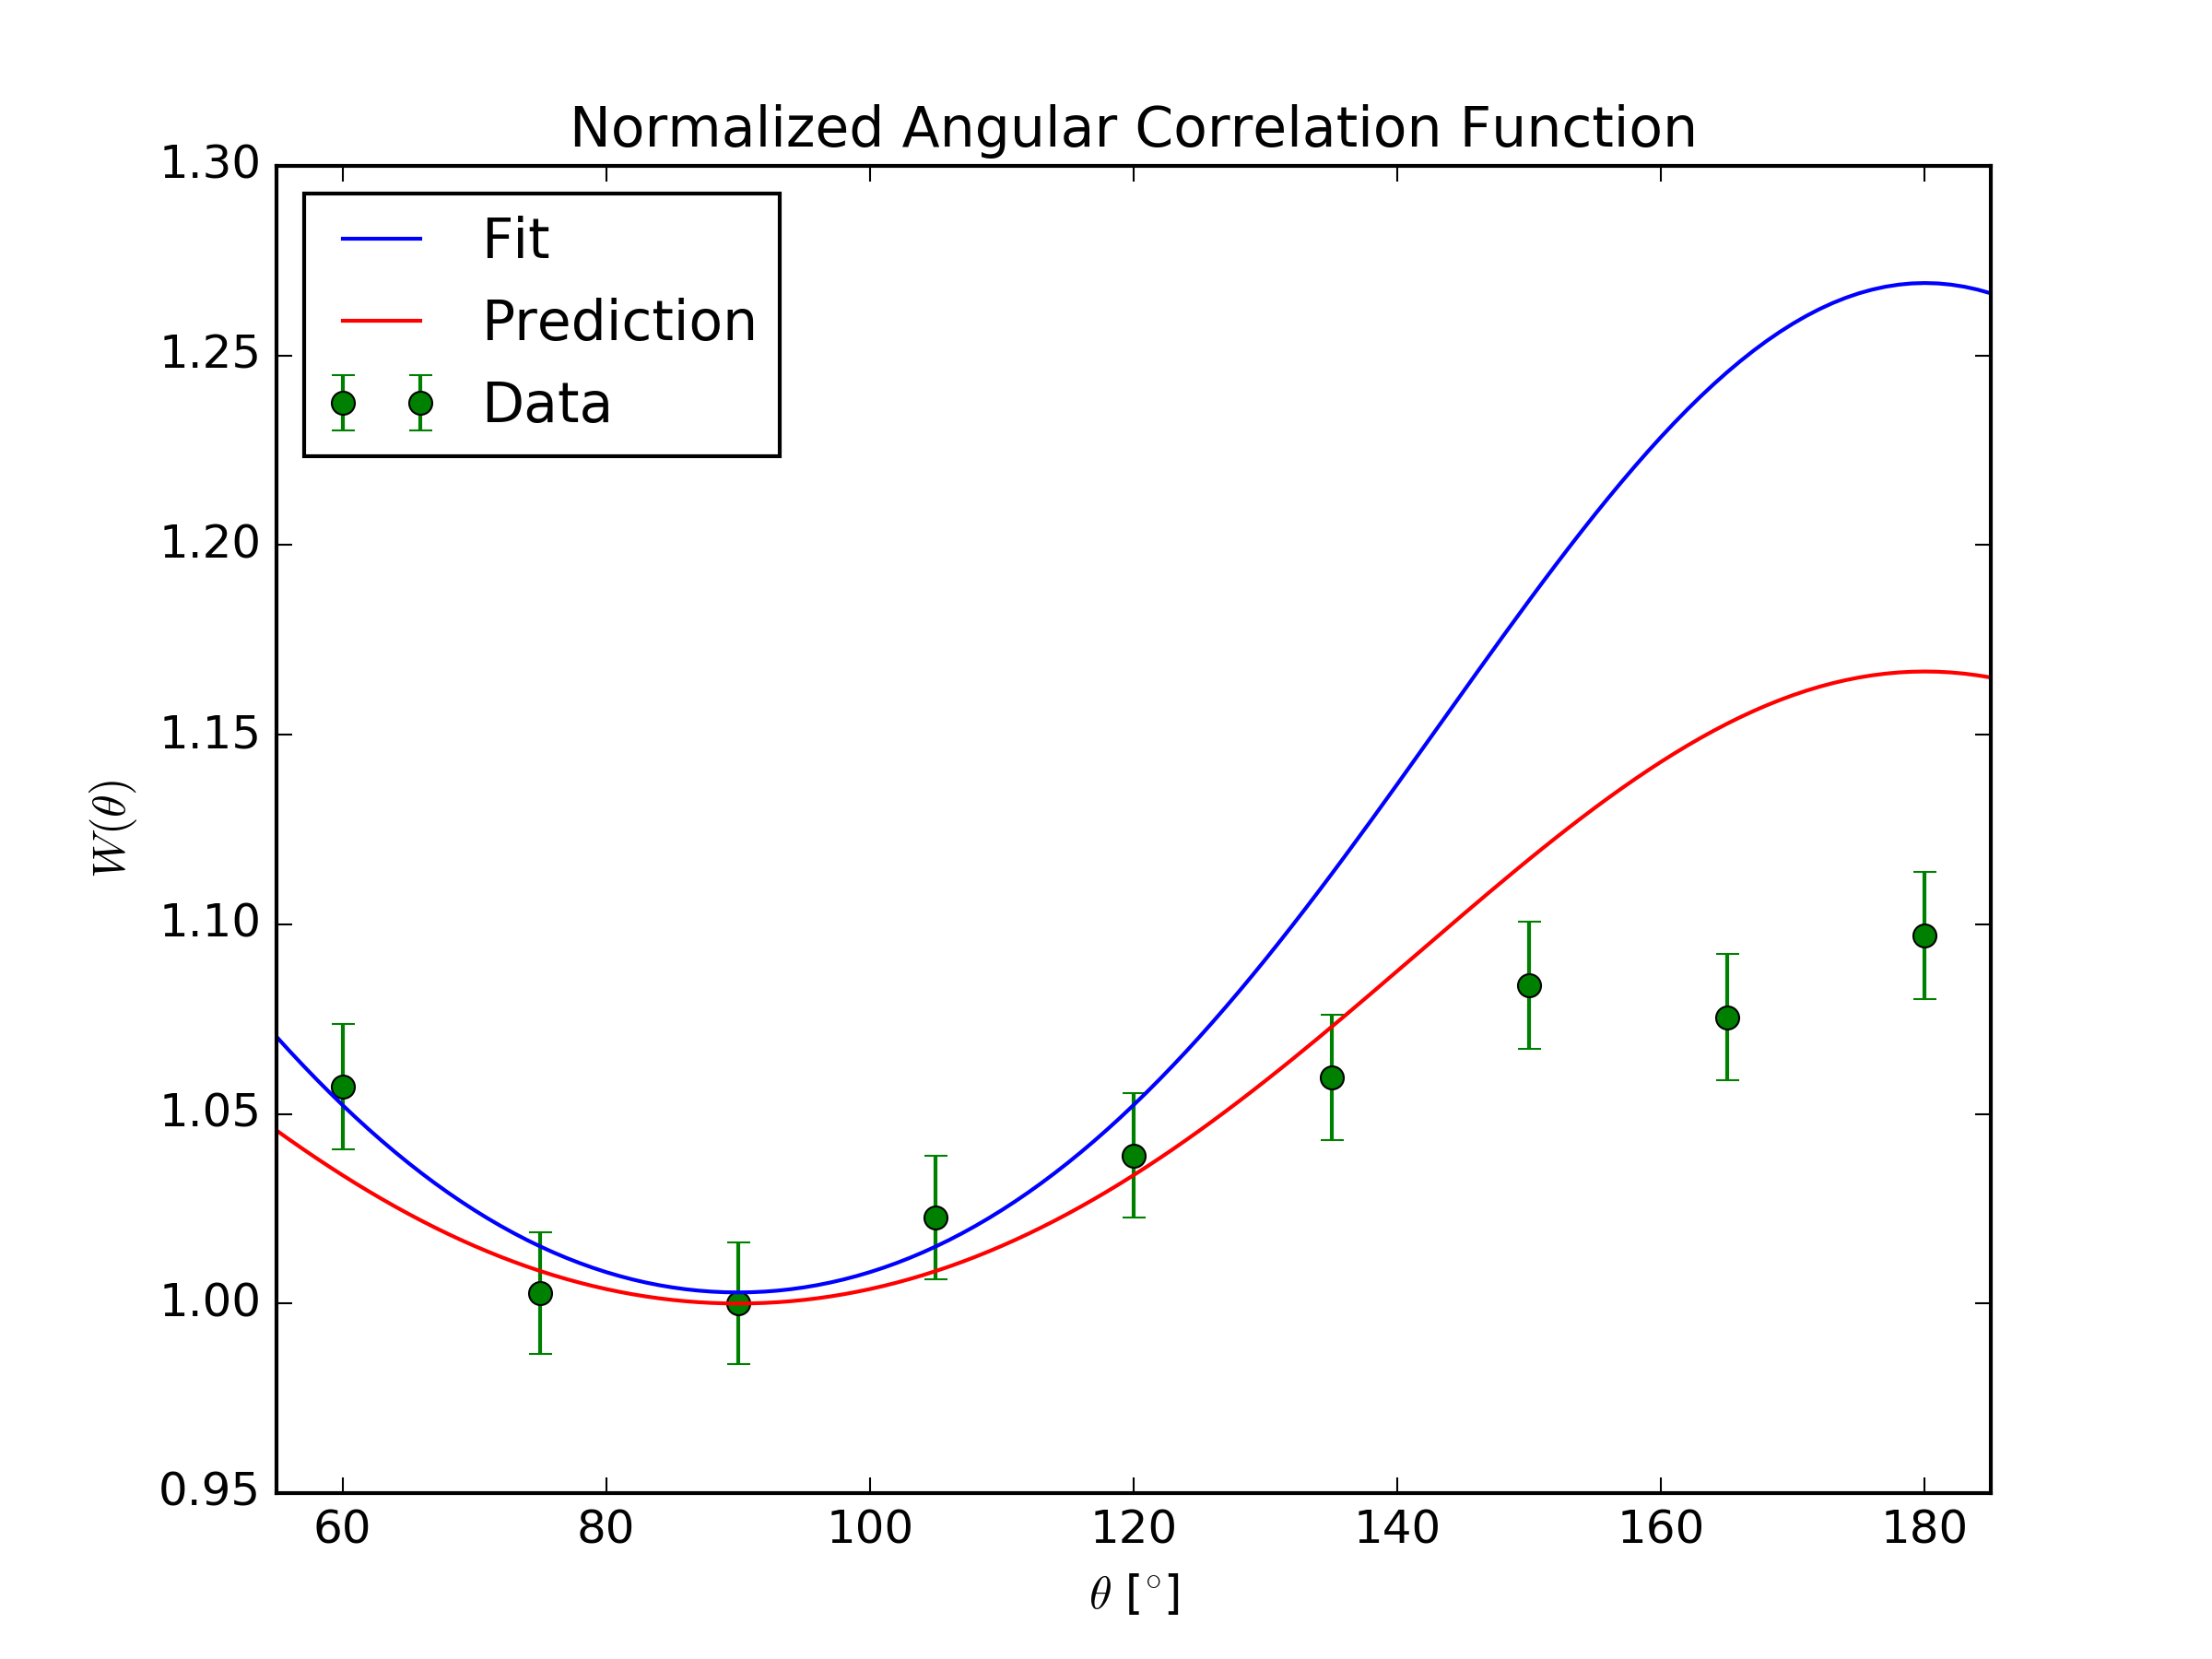 Normalized Angular Correlation Function
1.30
1.25
1.20
1.15
1.10
1.05
1.00
0.95
Fit
Prediction
Data
W(θ)
60 80 100 120 140 160 180
θ [°]